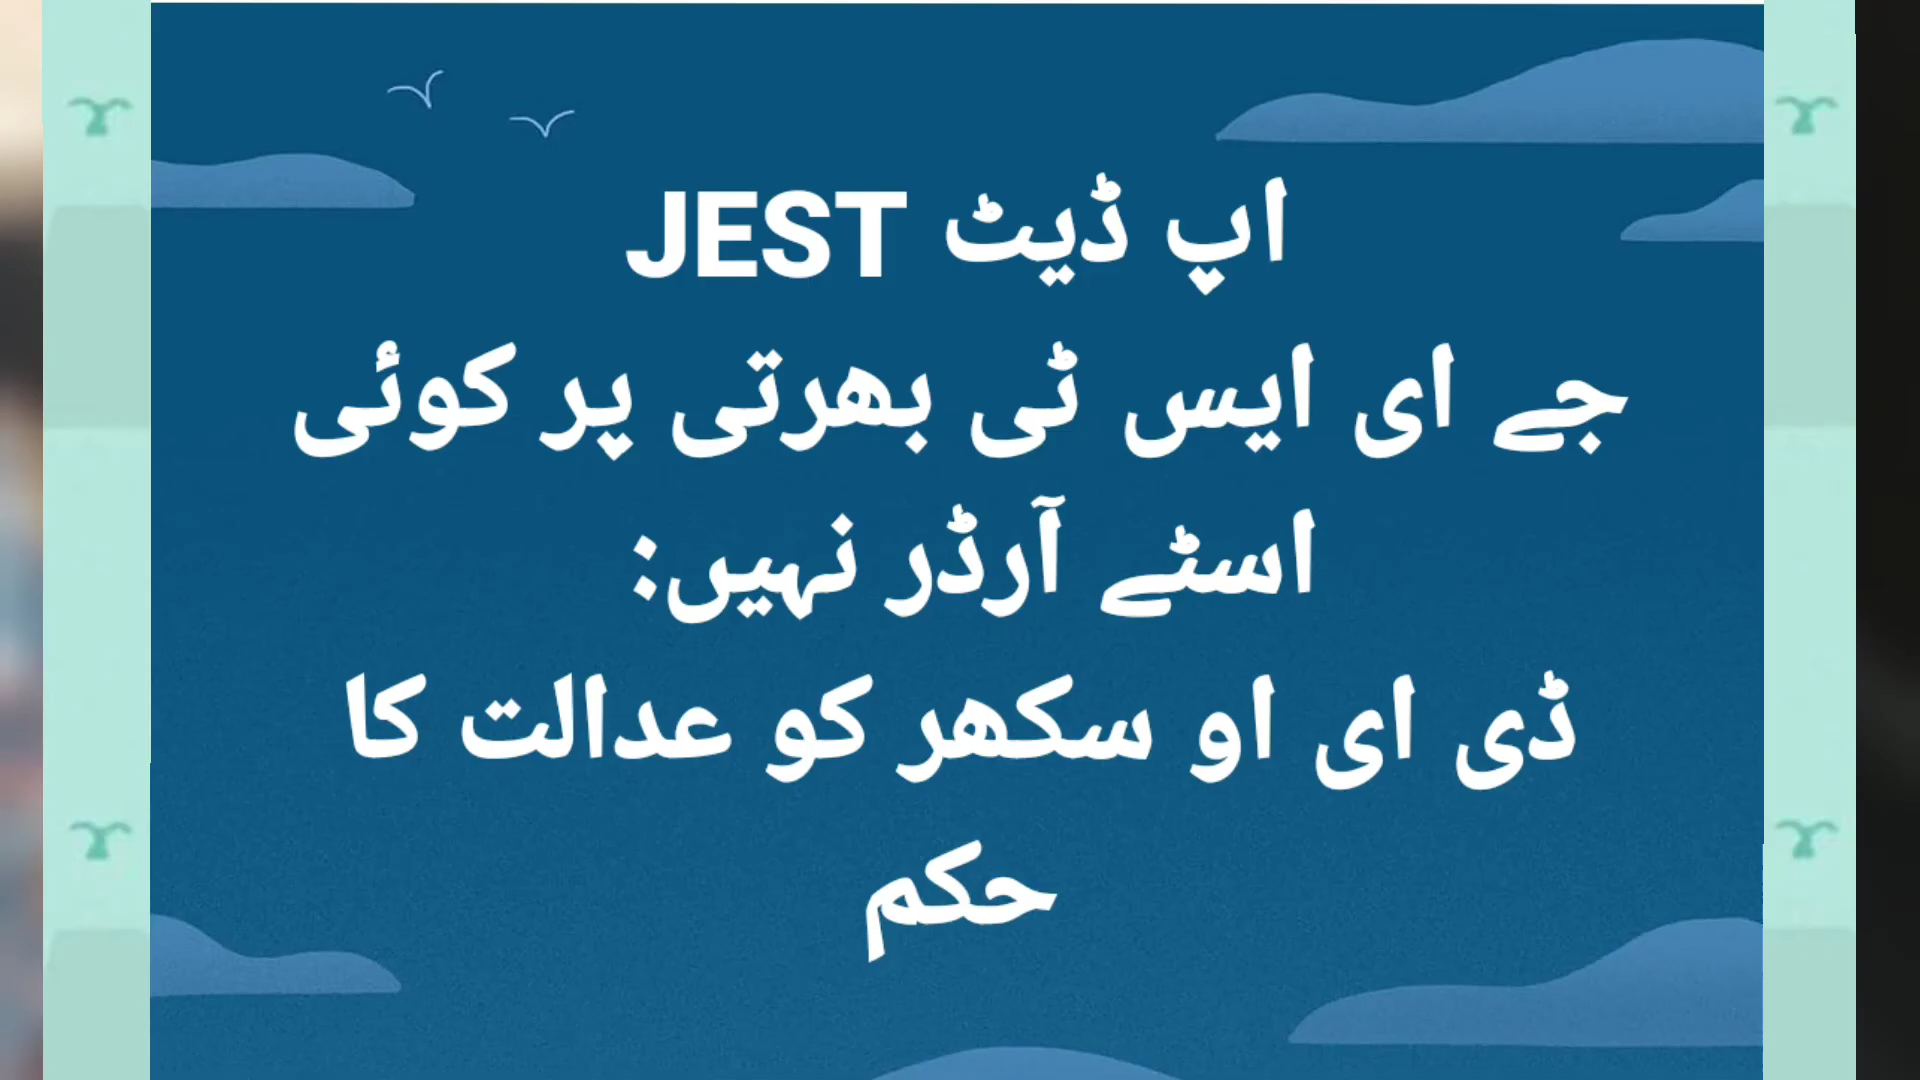 اپ ڈیٹ JEST
جے ای ایس ٹی بھرتی پر کوئی
اسٹے آرڈر نہیں:
ڈی ای او سکھر کو عدالت کا
حکم